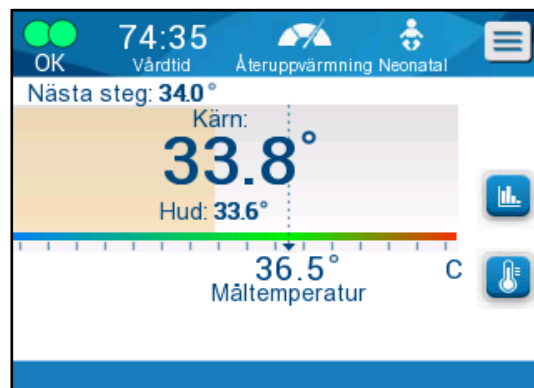 OK
74:35
Vårdtid
Återuppvärmning
Neonatal
Nästa steg: 34.0°
Kärn:
33.8°
Hud: 33.6°
36.5° C
Måltemperatur